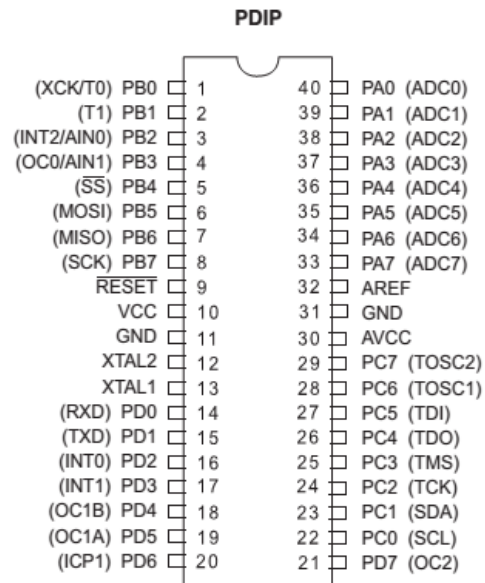 PDIP
(XCK/T0) PB0 1 40 PA0 (ADC0)
(T1) PB1 2 39 PA1 (ADC1)
(INT2/AIN0) PB2 3 38 PA2 (ADC2)
(OC0/AIN1) PB3 4 37 PA3 (ADC3)
(S̅S̅) PB4 5 36 PA4 (ADC4)
(MOSI) PB5 6 35 PA5 (ADC5)
(MISO) PB6 7 34 PA6 (ADC6)
(SCK) PB7 8 33 PA7 (ADC7)
R̅E̅S̅E̅T̅ 9 32 AREF
VCC 10 31 GND
GND 11 30 AVCC
XTAL2 12 29 PC7 (TOSC2)
XTAL1 13 28 PC6 (TOSC1)
(RXD) PD0 14 27 PC5 (TDI)
(TXD) PD1 15 26 PC4 (TDO)
(INT0) PD2 16 25 PC3 (TMS)
(INT1) PD3 17 24 PC2 (TCK)
(OC1B) PD4 18 23 PC1 (SDA)
(OC1A) PD5 19 22 PC0 (SCL)
(ICP1) PD6 20 21 PD7 (OC2)